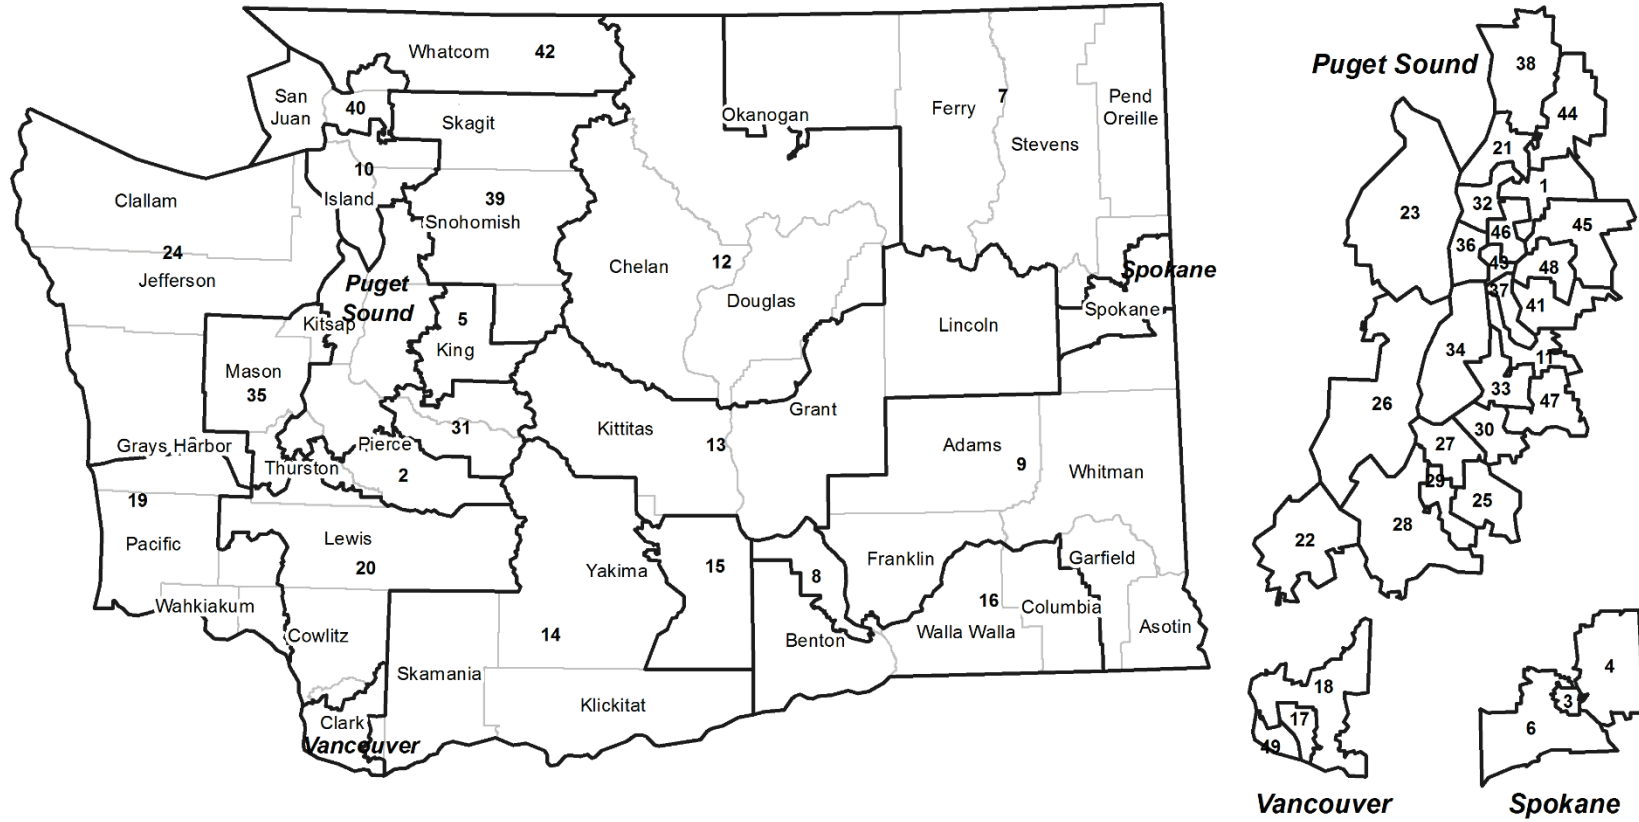 Whatcom 42
San
Juan
40
Skagit
10
Island
39
Snohomish
Clallam
24
Jefferson
Puget
Sound
Kitsap
5
King
Mason
35
Grays Harbor
Pierce
31
Thurston
2
19
Pacific
Lewis
20
Wahkiakum
Cowlitz
Clark
Vancouver
Skamania
14
Klickitat
Yakima
15
Kittitas
13
Chelan
12
Douglas
Okanogan
Ferry
7
Stevens
Pend
Oreille
Spokane
Spokane
Lincoln
Grant
Adams
9
Whitman
Franklin
Garfield
8
Benton
16
Walla Walla
Columbia
Asotin
Puget Sound
38
44
21
1
23
32
45
46
36
43
48
37
41
34
11
33
47
26
30
27
29
25
28
22
18
17
49
Vancouver
4
3
6
Spokane